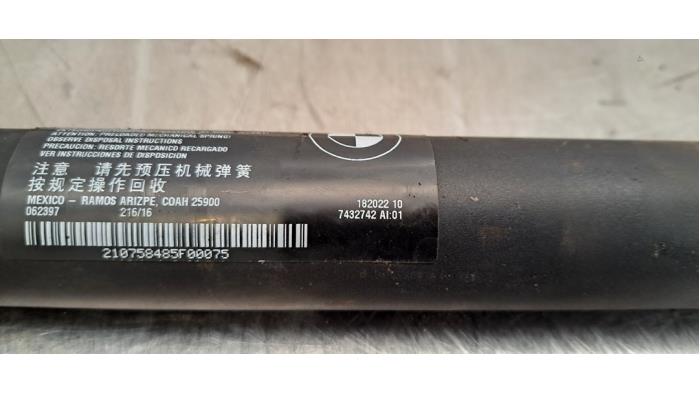 ATTENTION: PRELOADED MECHANICAL SPRING!
OBSERVE DISPOSAL INSTRUCTIONS
PRECAUCION: RESORTE MECANICO RECARGADO
VER INSTRUCCIONES DE DISPOSICION
注意 请先预压机械弹簧
按规定操作回收
MEXICO - RAMOS ARIZPE, COAH 25900
062397 216/16
182022 10
7432742 AI:01
210758485F00075